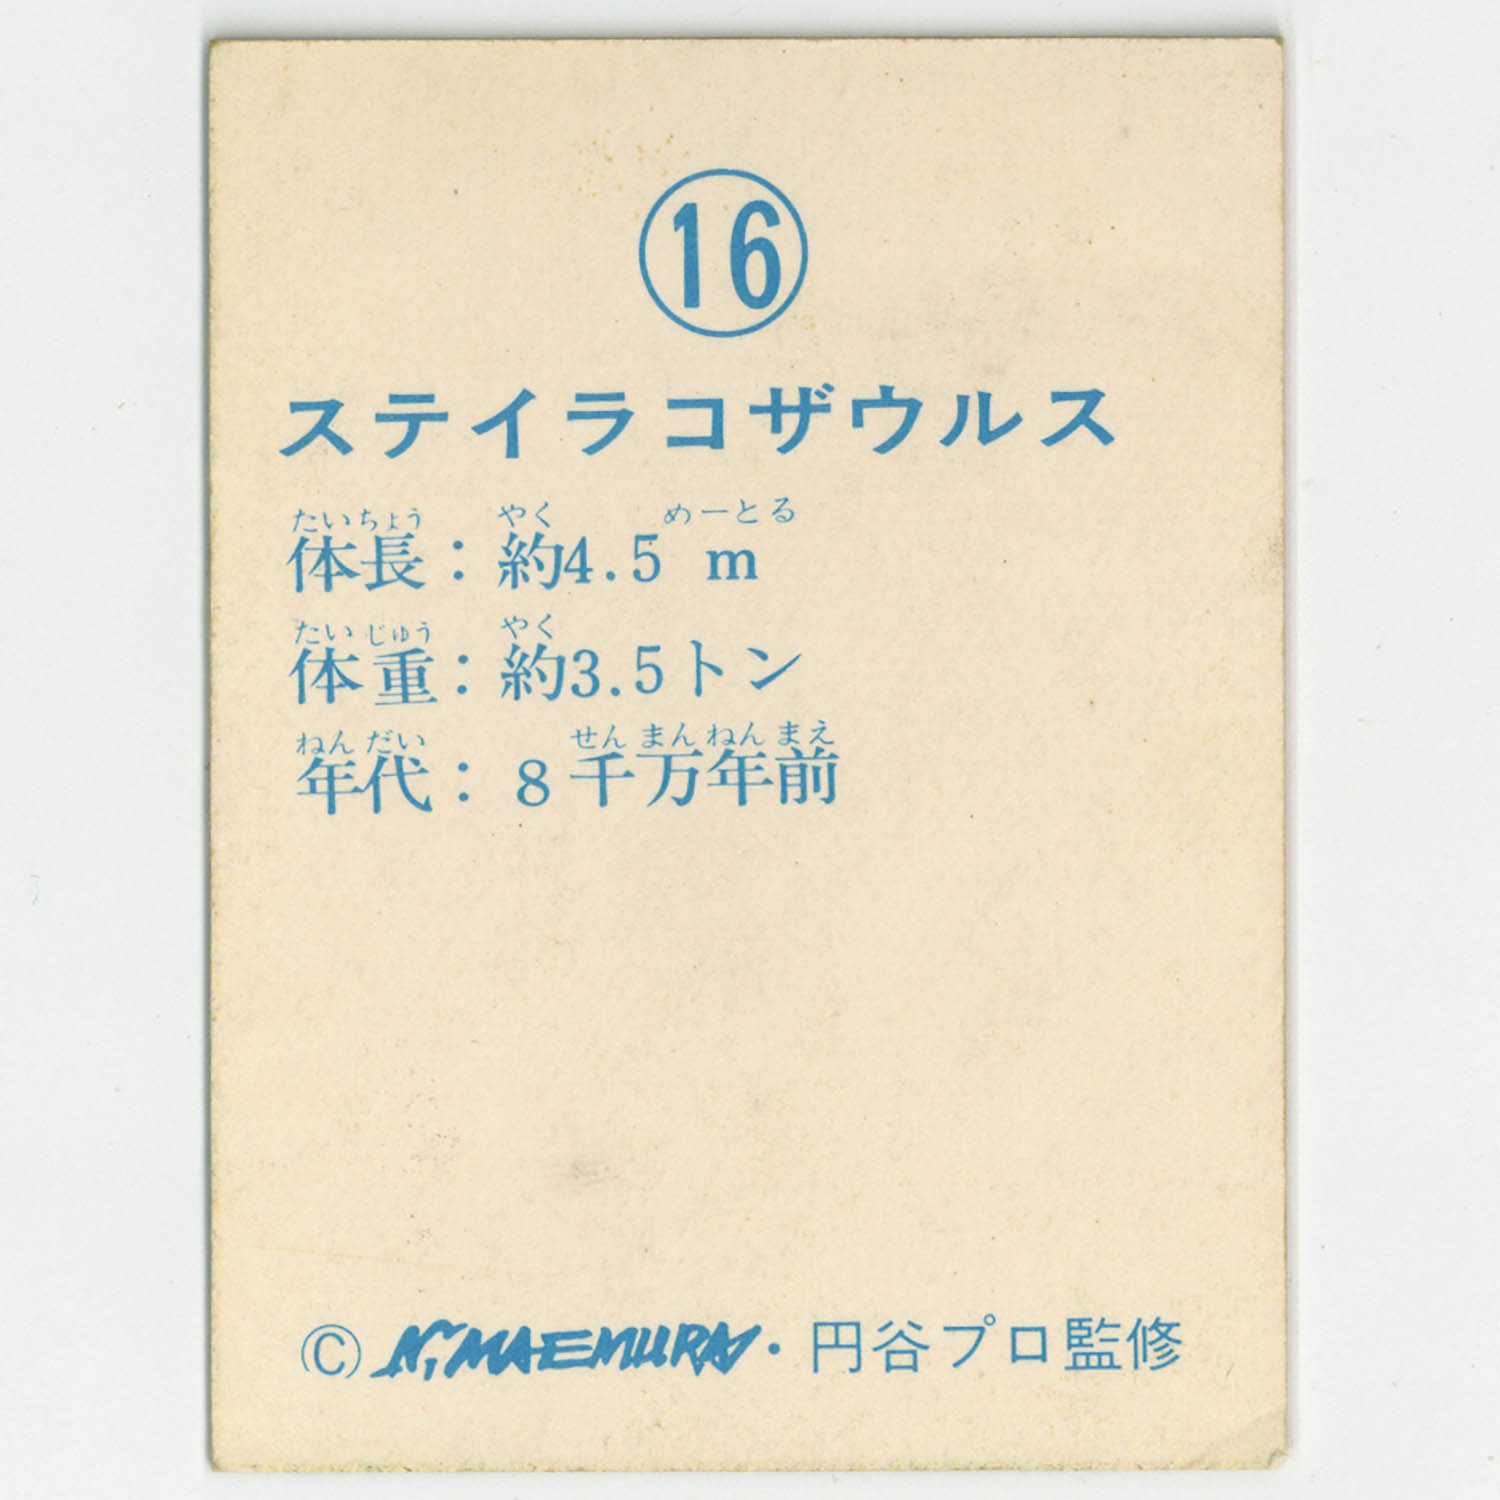 16
ステイラコザウルス
たいちょう やく めーとる
体長：約4.5 m
たいじゅう やく
体重：約3.5トン
ねんだい せんまんねんまえ
年代：8千万年前
© N. MAEMURA・円谷プロ監修